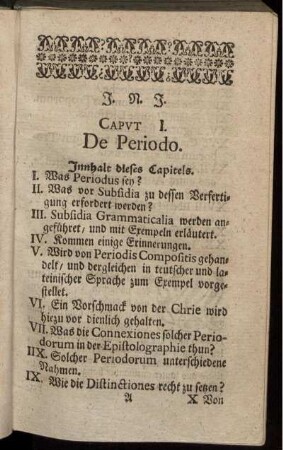 J. N. J.
CAPVT I.
De Periodo.
Innhalt dieses Capitels.
I. Was Periodus sey?
II. Was vor Subsidia zu dessen Verferti-
gung erfordert werden?
III. Subsidia Grammaticalia werden an-
geführet, und mit Exempeln erläutert.
IV. Kommen einige Erinnerungen.
V. Wird von Periodis Compositis gehan-
delt, und dergleichen in teutscher und la-
teinischer Sprache zum Exempel vorge-
stellet.
VI. Ein Vorschmack von der Chrie wird
hiezu vor dienlich gehalten.
VII. Was die Connexiones solcher Perio-
dorum in der Epistolographie thun?
IIX. Solcher Periodorum unterschiedene
Nahmen.
IX. Wie die Distinctiones recht zu setzen?
A X Von